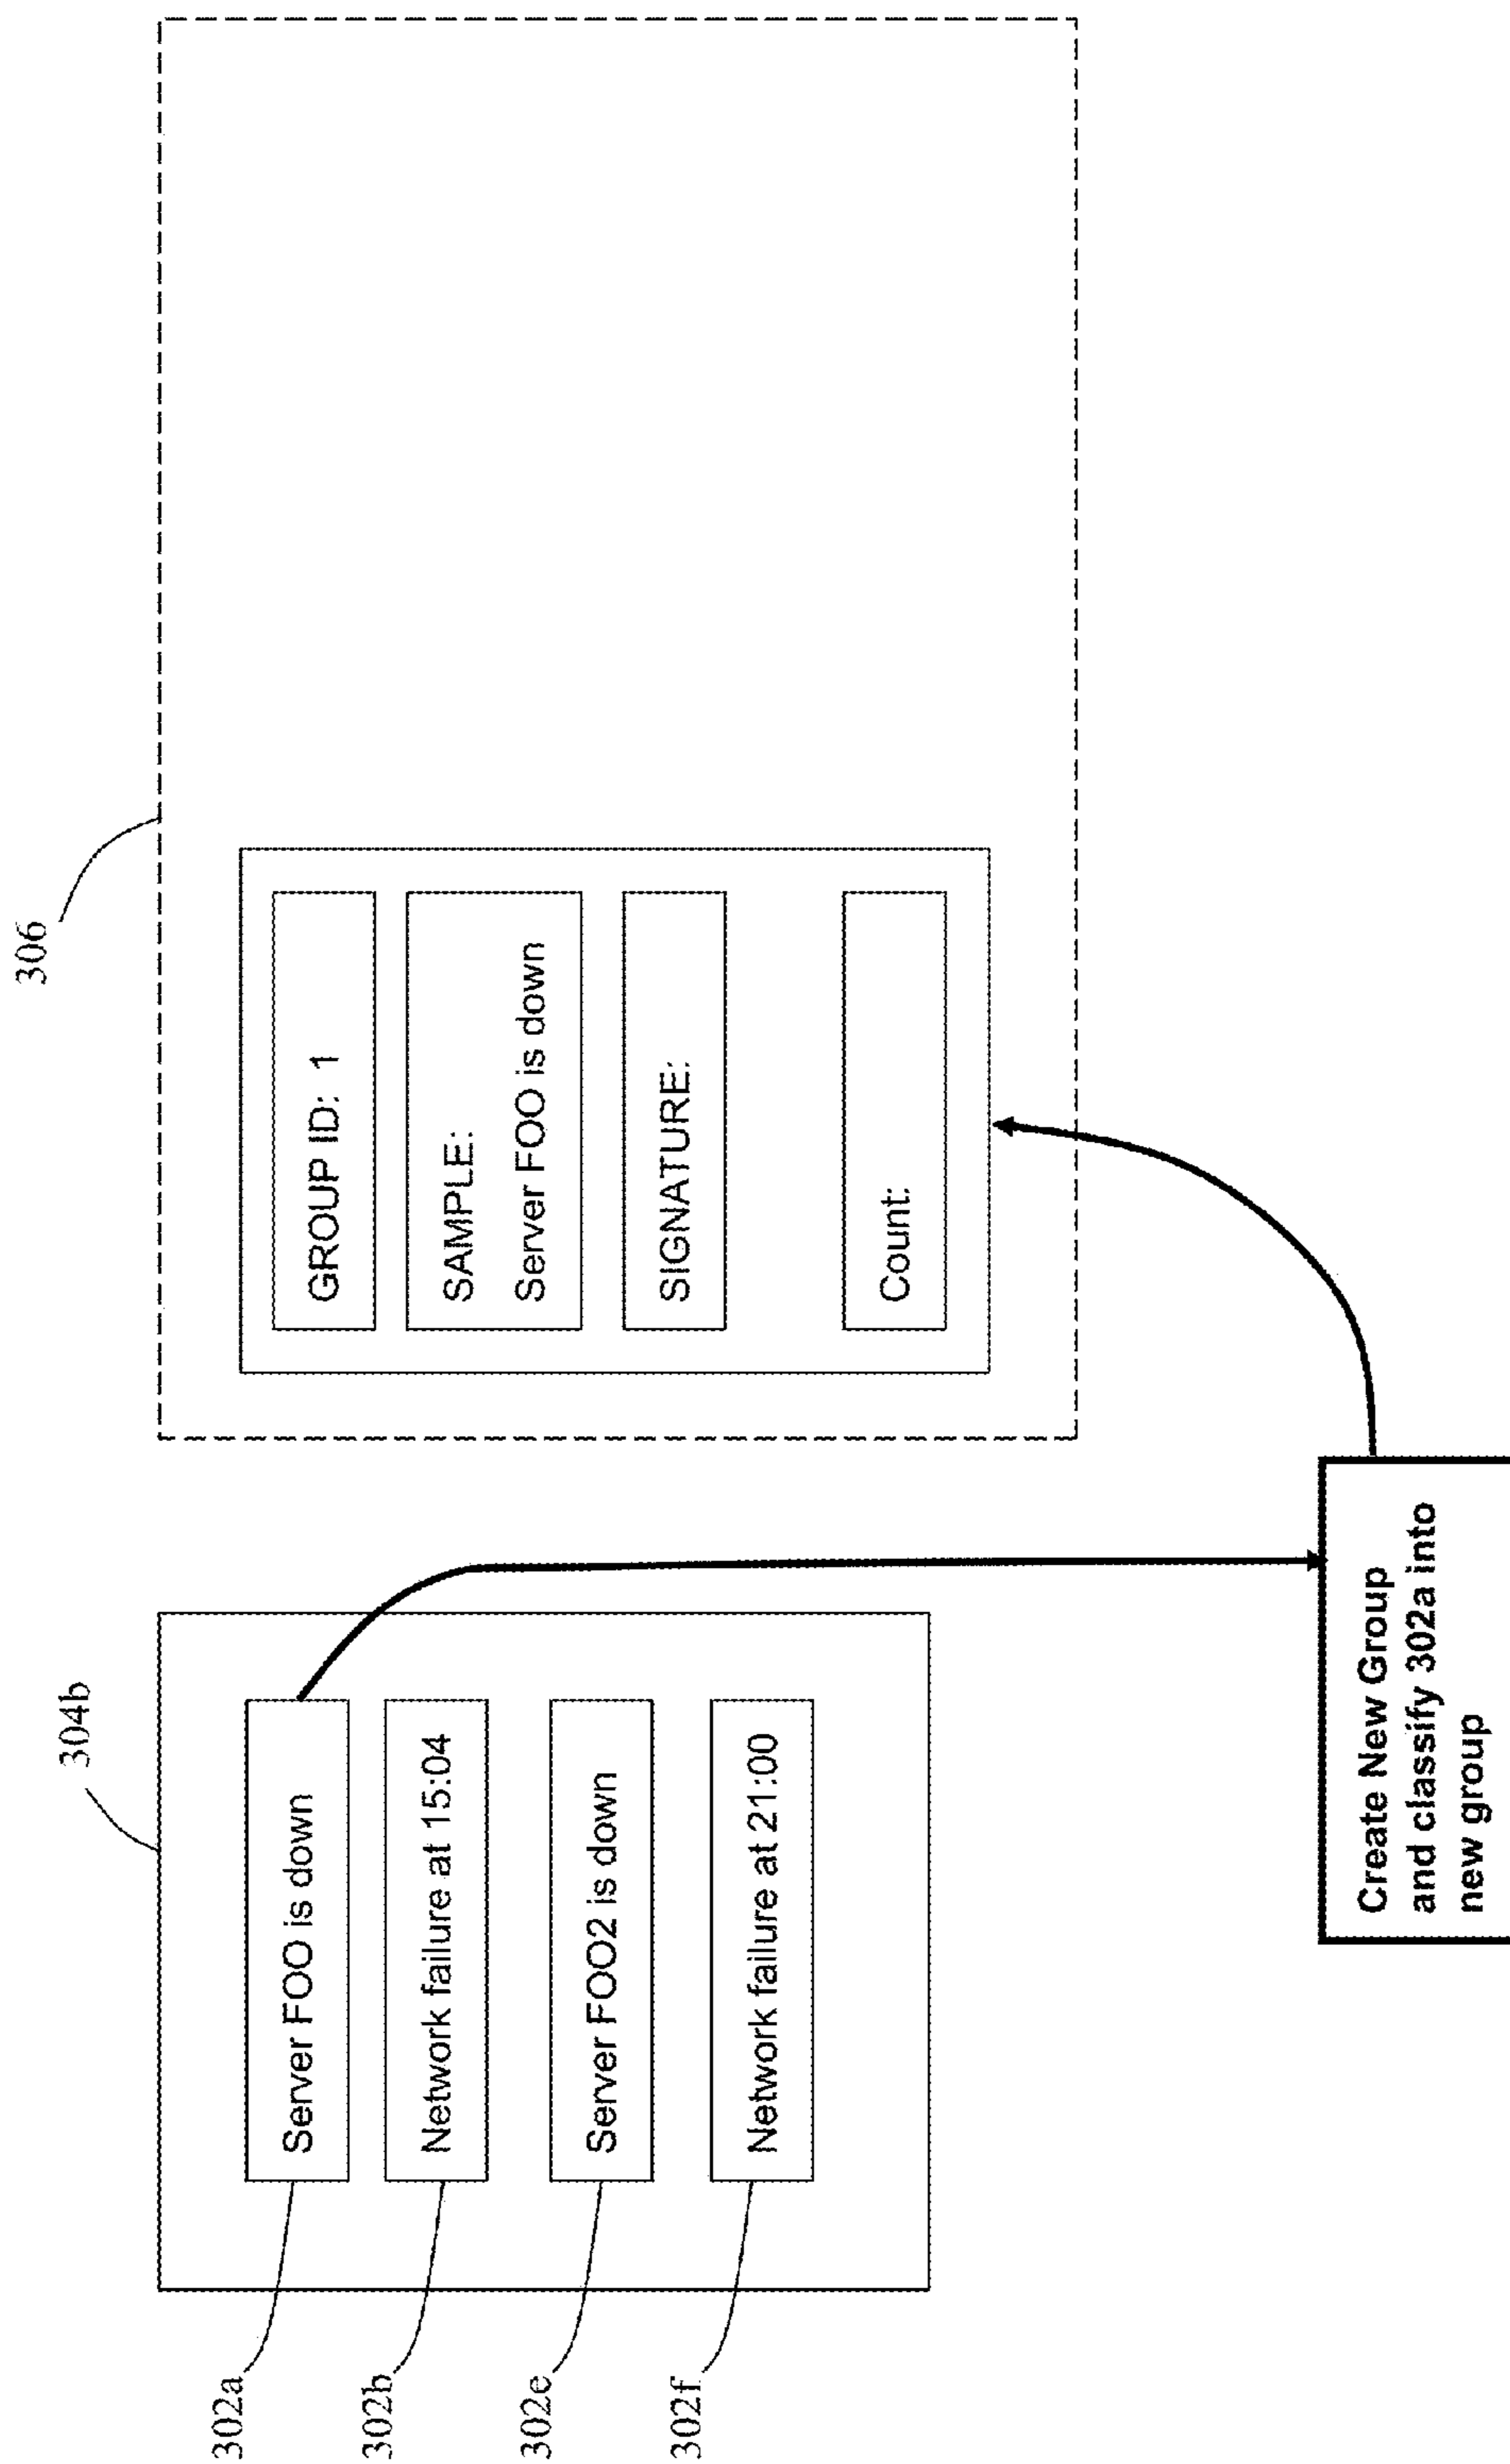 304b
302a
Server FOO is down
302b
Network failure at 15:04
302e
Server FOO2 is down
302f
Network failure at 21:00
306
GROUP ID: 1
SAMPLE:
Server FOO is down
SIGNATURE:
Count:
Create New Group
and classify 302a into
new group